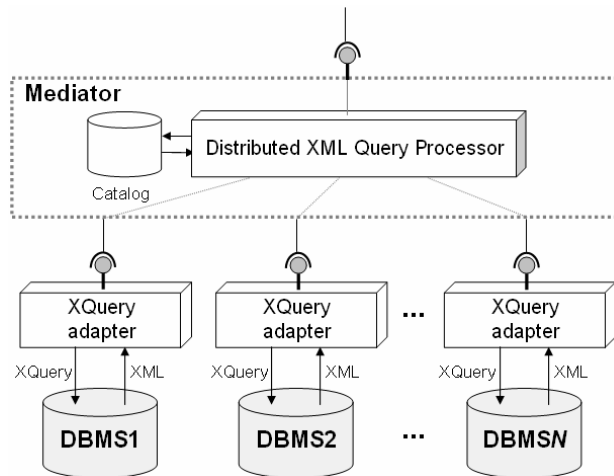 Mediator
Distributed XML Query Processor
Catalog
XQuery
adapter
XQuery
adapter
...
XQuery
adapter
XQuery
XML
XQuery
XML
XQuery
XML
DBMS1
DBMS2
...
DBMSN